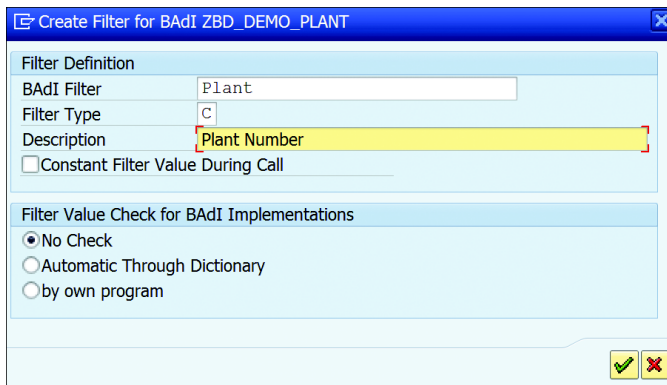 Create Filter for BAdI ZBD_DEMO_PLANT
Filter Definition
BAdI Filter Plant
Filter Type C
Description Plant Number
Constant Filter Value During Call
Filter Value Check for BAdI Implementations
No Check
Automatic Through Dictionary
by own program